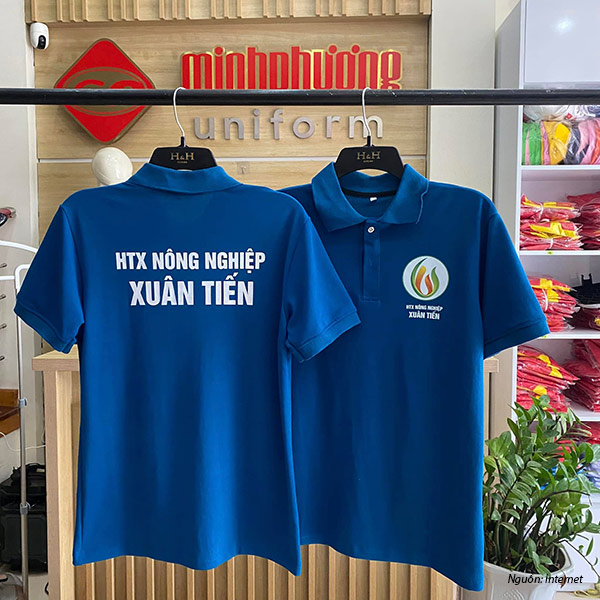 minhphương
uniform
H&H
H&H
HTX NÔNG NGHIỆP
XUÂN TIẾN
HTX NÔNG NGHIỆP
XUÂN TIẾN
Nguồn: Internet